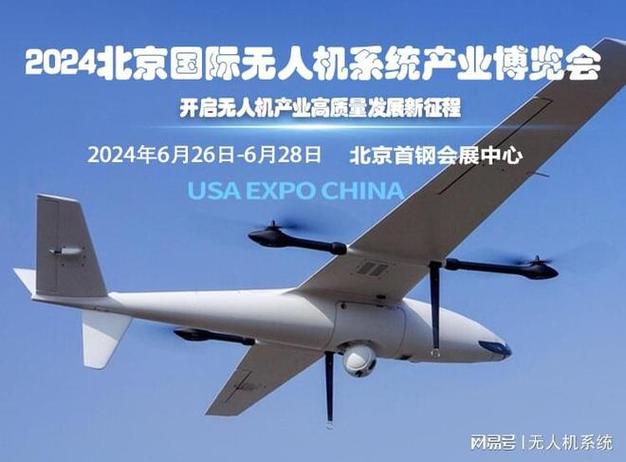 2024北京国际无人机系统产业博览会
开启无人机产业高质量发展新征程
2024年6月26日-6月28日 北京首钢会展中心
USA EXPO CHINA
网易号 | 无人机系统